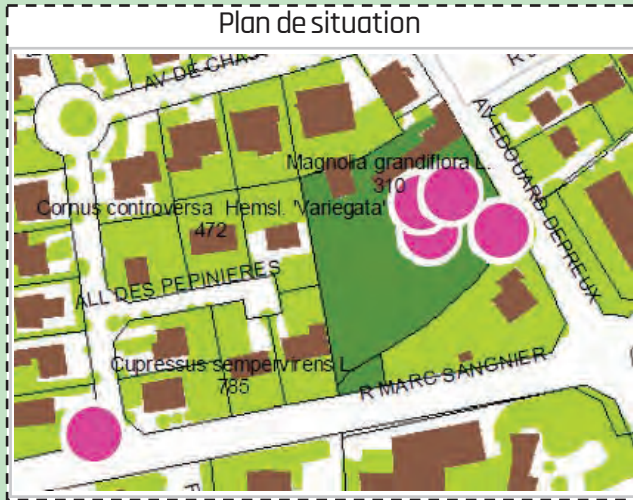 Plan de situation
AV DE CHAS
R
AV EDOUARD DEPREUX
Magnolia grandiflora L.
310
Cornus controversa Hemsl. 'Variegata'
472
ALL DES PEPINIERES
Cupressus sempervirens L.
785
R MARC SANGNIER